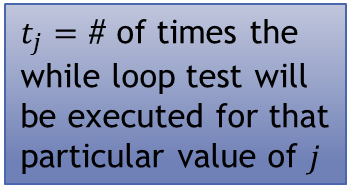 tⱼ = # of times the
while loop test will
be executed for that
particular value of j